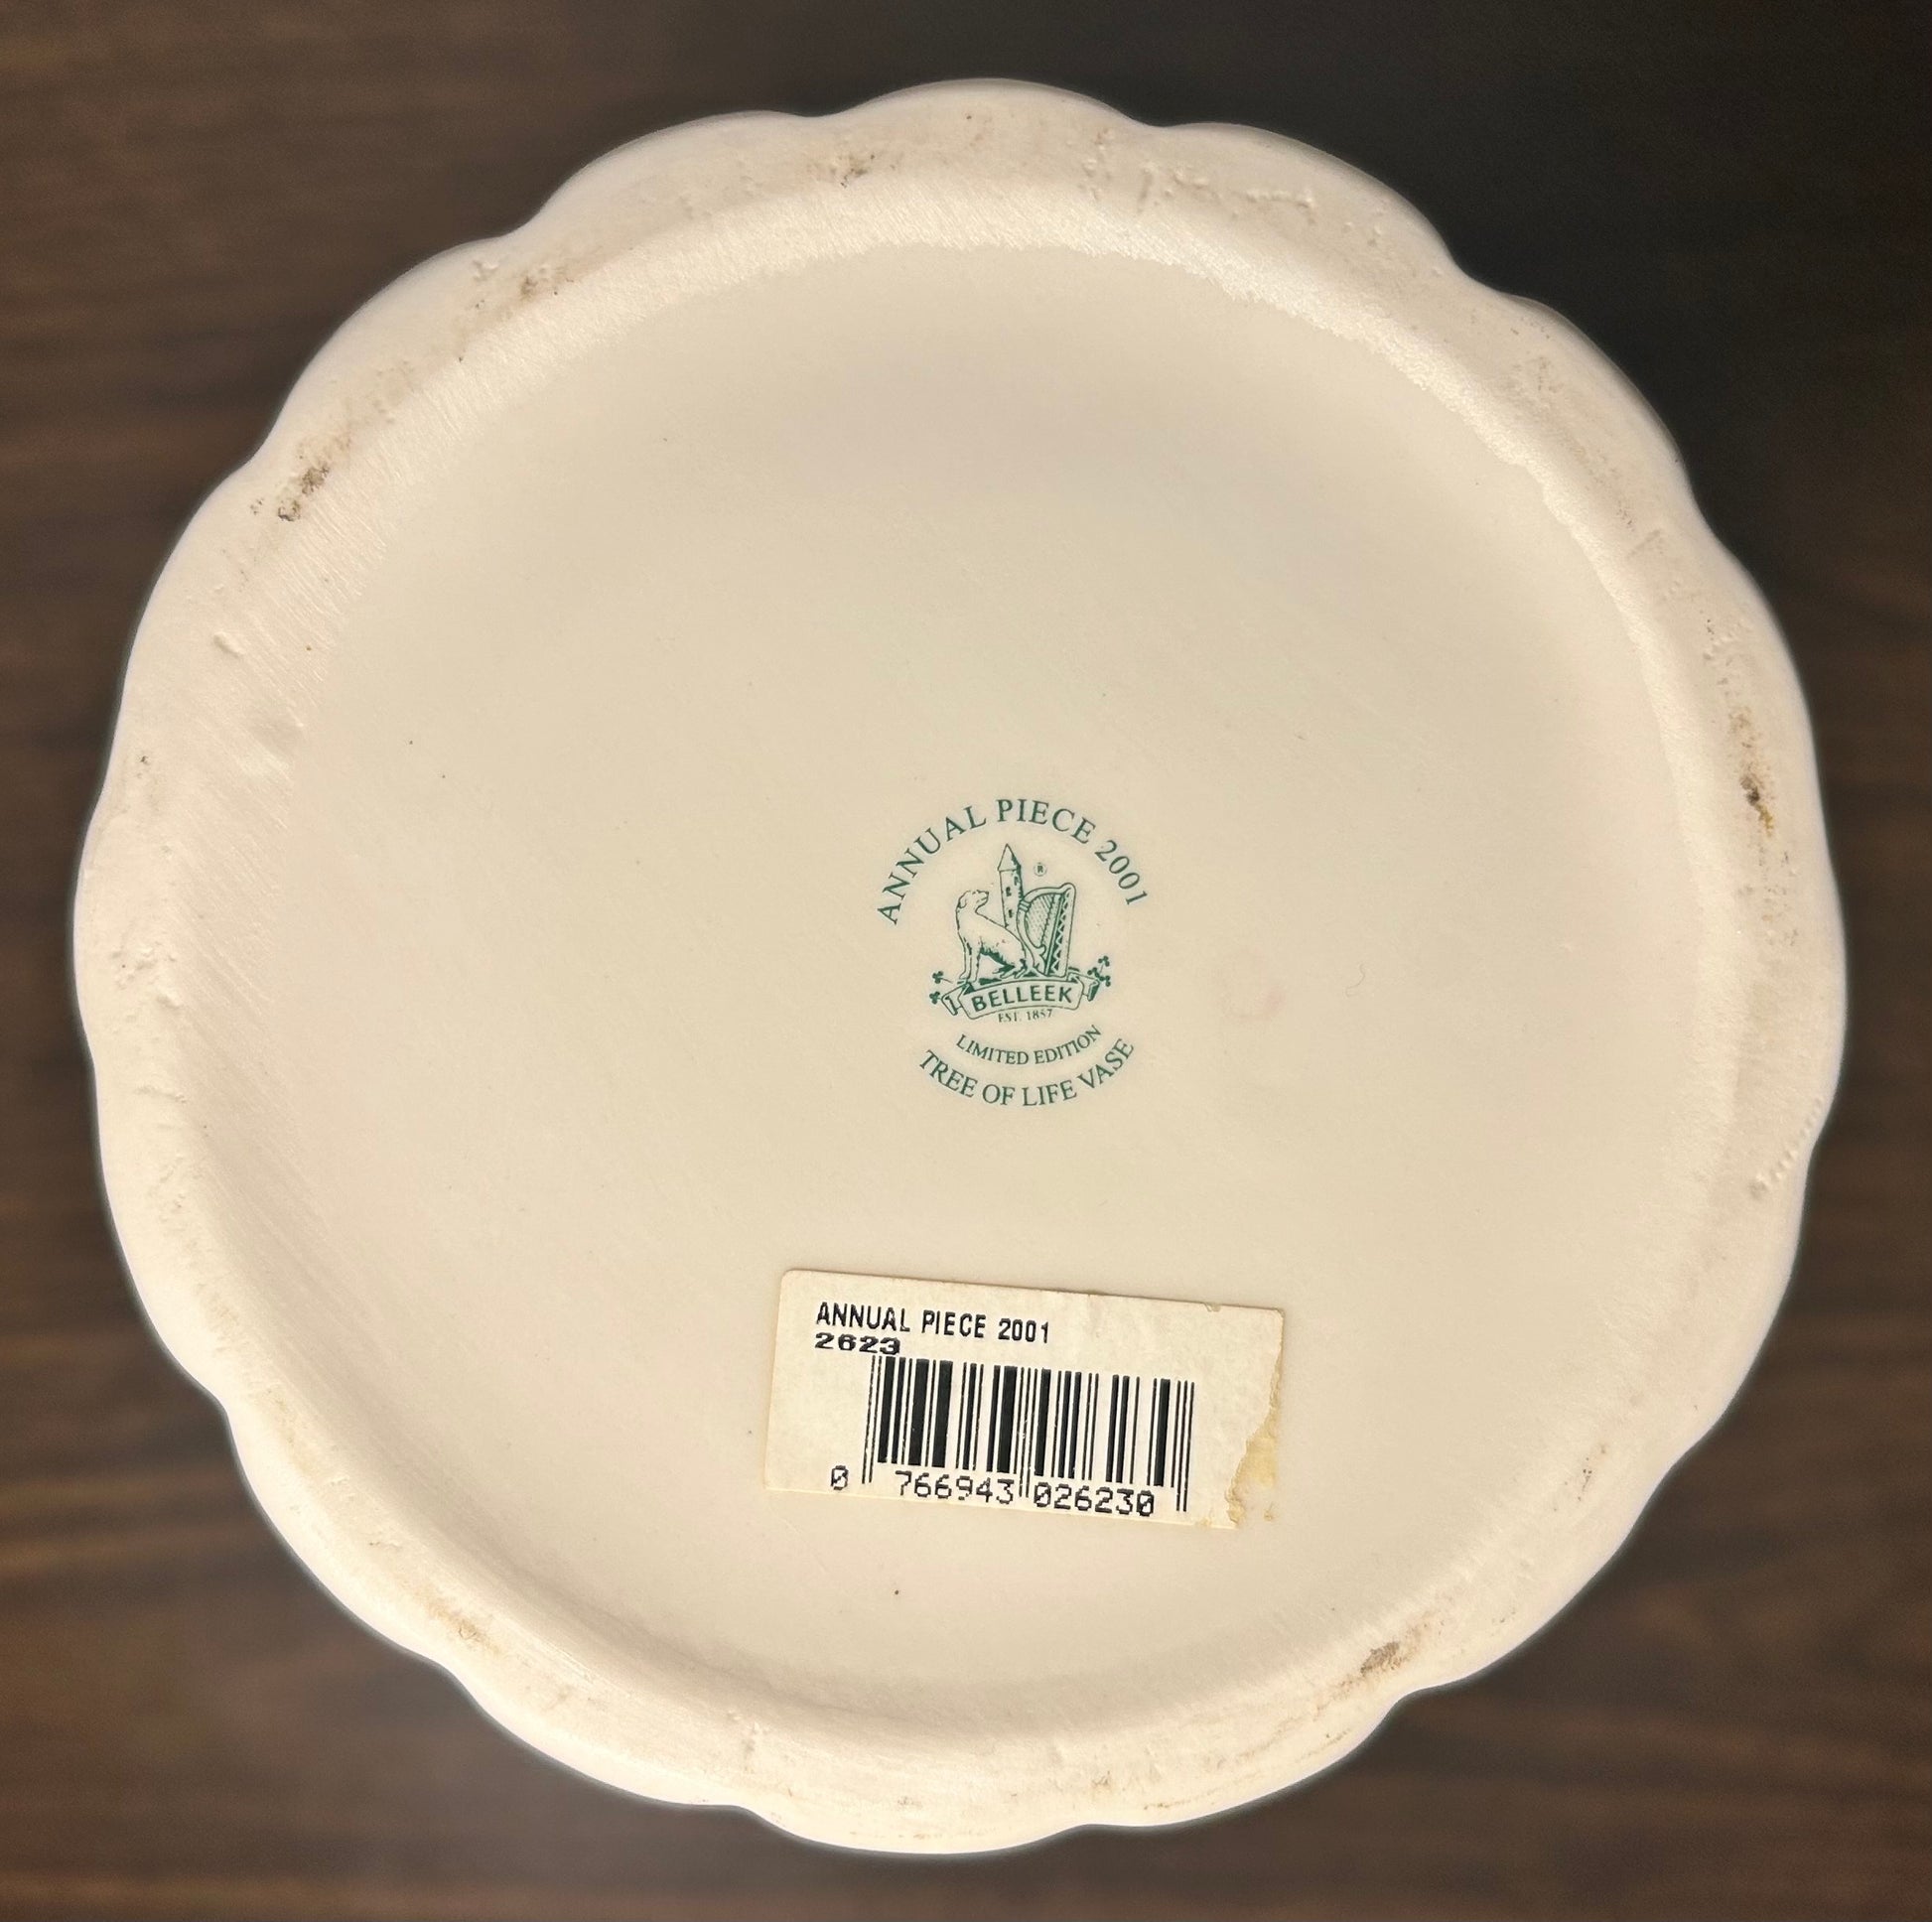 ANNUAL PIECE 2001
®
BELLEEK
EST. 1857
LIMITED EDITION
TREE OF LIFE VASE
ANNUAL PIECE 2001
2623
0 766943 026230